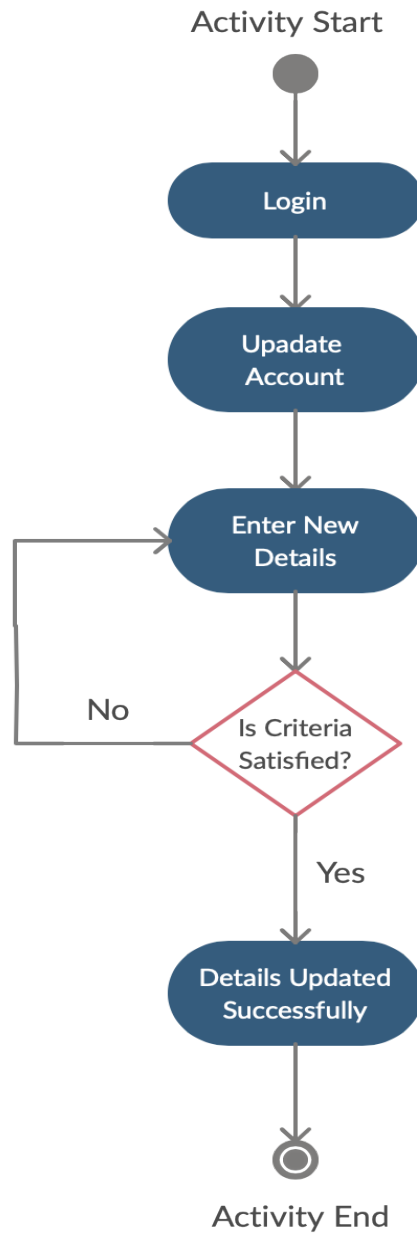 Activity Start
Login
Upadate
Account
Enter New
Details
No
Is Criteria
Satisfied?
Yes
Details Updated
Successfully
Activity End